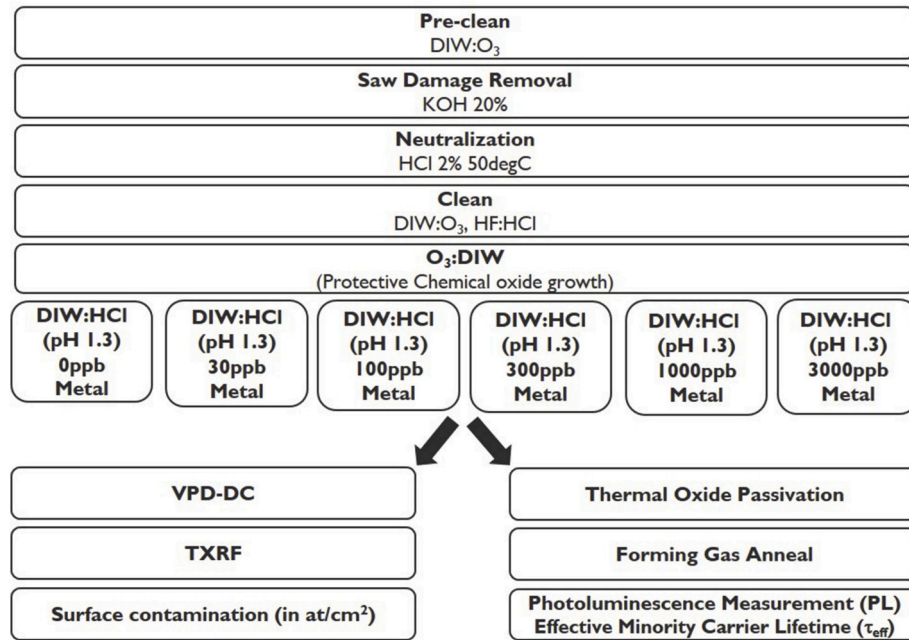 Pre-clean
DIW:O₃
Saw Damage Removal
KOH 20%
Neutralization
HCl 2% 50degC
Clean
DIW:O₃, HF:HCl
O₃:DIW
(Protective Chemical oxide growth)
DIW:HCl
(pH 1.3)
0ppb
Metal
DIW:HCl
(pH 1.3)
30ppb
Metal
DIW:HCl
(pH 1.3)
100ppb
Metal
DIW:HCl
(pH 1.3)
300ppb
Metal
DIW:HCl
(pH 1.3)
1000ppb
Metal
DIW:HCl
(pH 1.3)
3000ppb
Metal
VPD-DC
TXRF
Surface contamination (in at/cm²)
Thermal Oxide Passivation
Forming Gas Anneal
Photoluminescence Measurement (PL)
Effective Minority Carrier Lifetime (τeff)